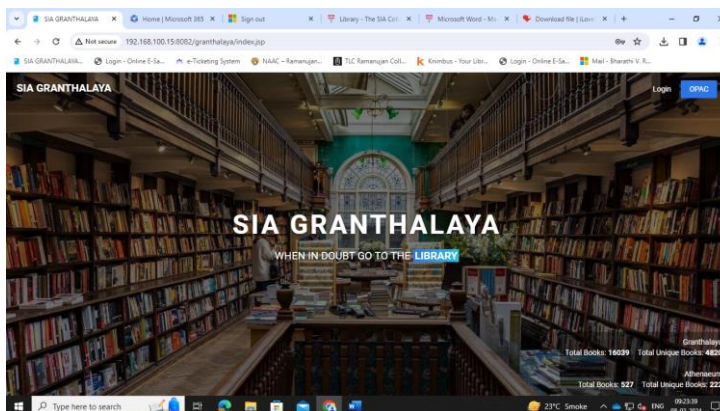 SIA GRANTHALAYA
Home | Microsoft 365
Sign out
Library - The SIA Col
Microsoft Word - Ma
Download file | iLove
Not secure
192.168.100.15:8082/granthalaya/index.jsp
SIA GRANTHALAYA...
Login - Online E-Sa...
e-Ticketing System
NAAC – Ramanujan...
TLC Ramanujan Coll...
Knimbus - Your Libr...
Login - Online E-Sa...
Mail - Bharathi V. R...
SIA GRANTHALAYA
Login
OPAC
SIA GRANTHALAYA
WHEN IN DOUBT GO TO THE LIBRARY
Granthalaya
Total Books: 16039 Total Unique Books: 4820
Athenaeum
Total Books: 527 Total Unique Books:
Type here to search
23°C Smoke
ENG
09:23:39